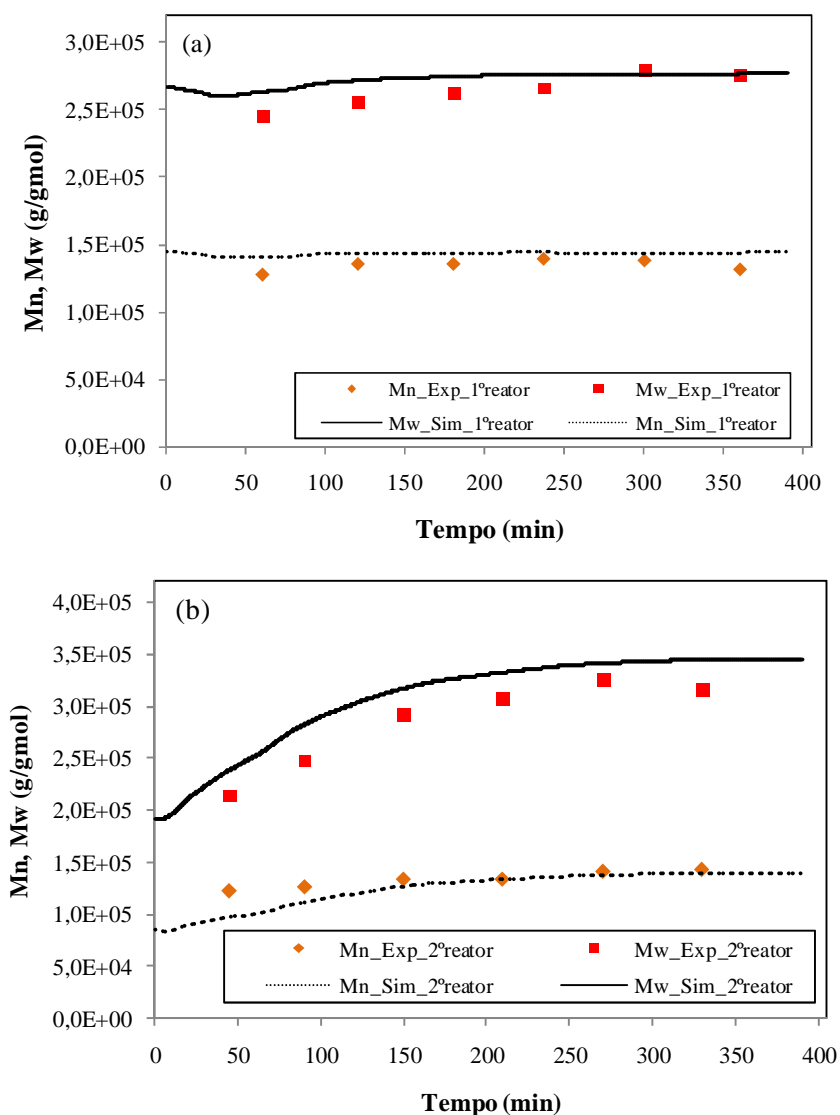 (a)
3,0E+05
2,5E+05
2,0E+05
1,5E+05
1,0E+05
5,0E+04
0,0E+00
Mn, Mw (g/gmol)
Mn_Exp_1ºreator Mw_Exp_1ºreator
Mw_Sim_1ºreator Mn_Sim_1ºreator
0 50 100 150 200 250 300 350 400
Tempo (min)
(b)
4,0E+05
3,5E+05
3,0E+05
2,5E+05
2,0E+05
1,5E+05
1,0E+05
5,0E+04
0,0E+00
Mn, Mw (g/gmol)
Mn_Exp_2ºreator Mw_Exp_2ºreator
Mn_Sim_2ºreator Mw_Sim_2ºreator
0 50 100 150 200 250 300 350 400
Tempo (min)